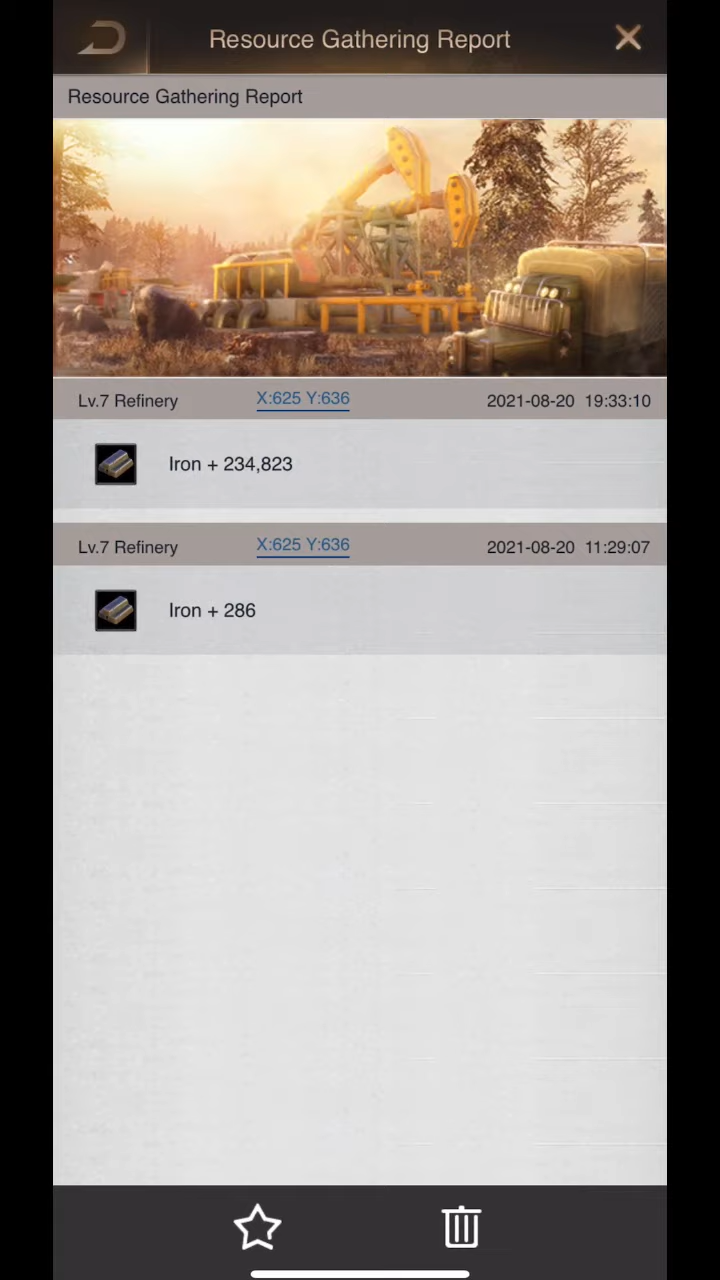 Resource Gathering Report
Resource Gathering Report
Lv.7 Refinery X:625 Y:636 2021-08-20 19:33:10
Iron + 234,823
Lv.7 Refinery X:625 Y:636 2021-08-20 11:29:07
Iron + 286